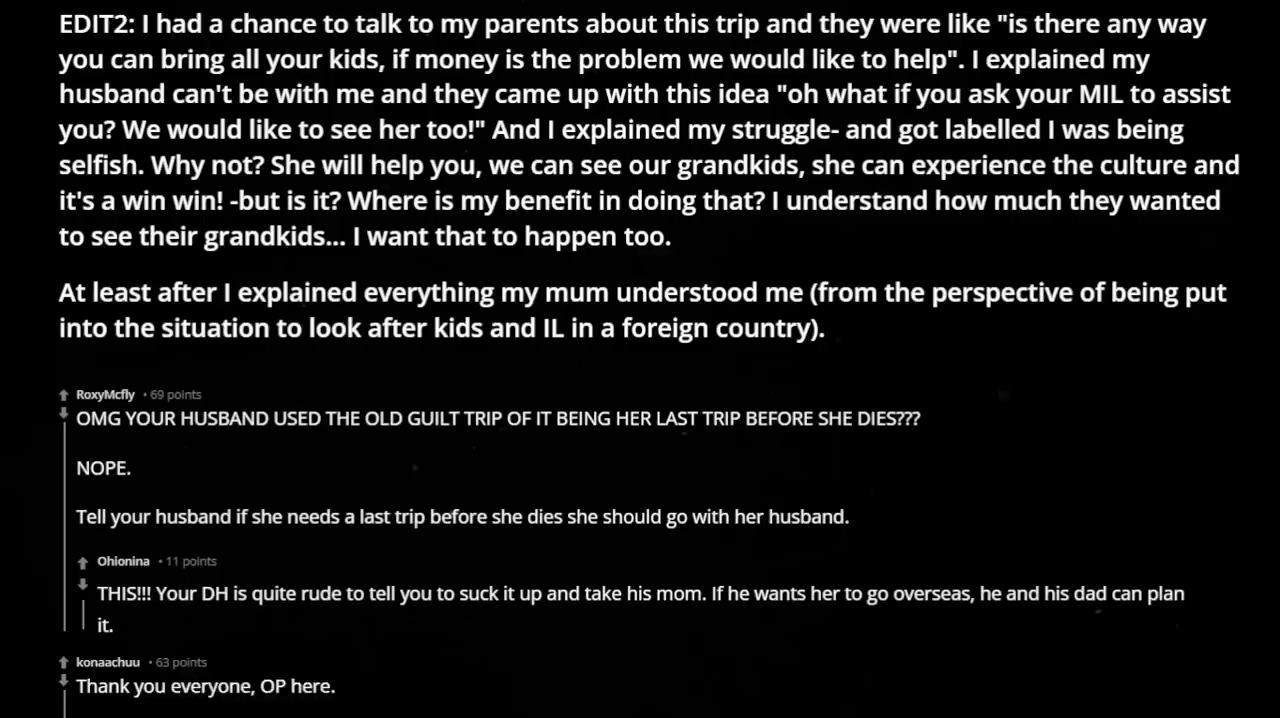 EDIT2: I had a chance to talk to my parents about this trip and they were like "is there any way
you can bring all your kids, if money is the problem we would like to help". I explained my
husband can't be with me and they came up with this idea "oh what if you ask your MIL to assist
you? We would like to see her too!" And I explained my struggle- and got labelled I was being
selfish. Why not? She will help you, we can see our grandkids, she can experience the culture and
it's a win win! -but is it? Where is my benefit in doing that? I understand how much they wanted
to see their grandkids... I want that to happen too.
At least after I explained everything my mum understood me (from the perspective of being put
into the situation to look after kids and IL in a foreign country).
RoxyMcfly • 69 points
OMG YOUR HUSBAND USED THE OLD GUILT TRIP OF IT BEING HER LAST TRIP BEFORE SHE DIES???
NOPE.
Tell your husband if she needs a last trip before she dies she should go with her husband.
Ohionina • 11 points
THIS!!! Your DH is quite rude to tell you to suck it up and take his mom. If he wants her to go overseas, he and his dad can plan
it.
konaachuu • 63 points
Thank you everyone, OP here.